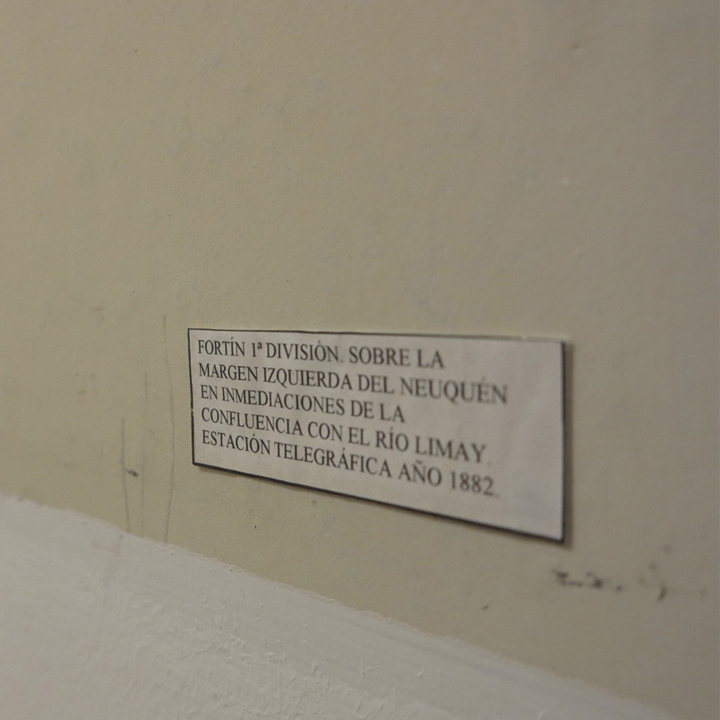 FORTÍN 1ª DIVISIÓN. SOBRE LA
MARGEN IZQUIERDA DEL NEUQUÉN
EN INMEDIACIONES DE LA
CONFLUENCIA CON EL RÍO LIMAY.
ESTACIÓN TELEGRÁFICA AÑO 1882.